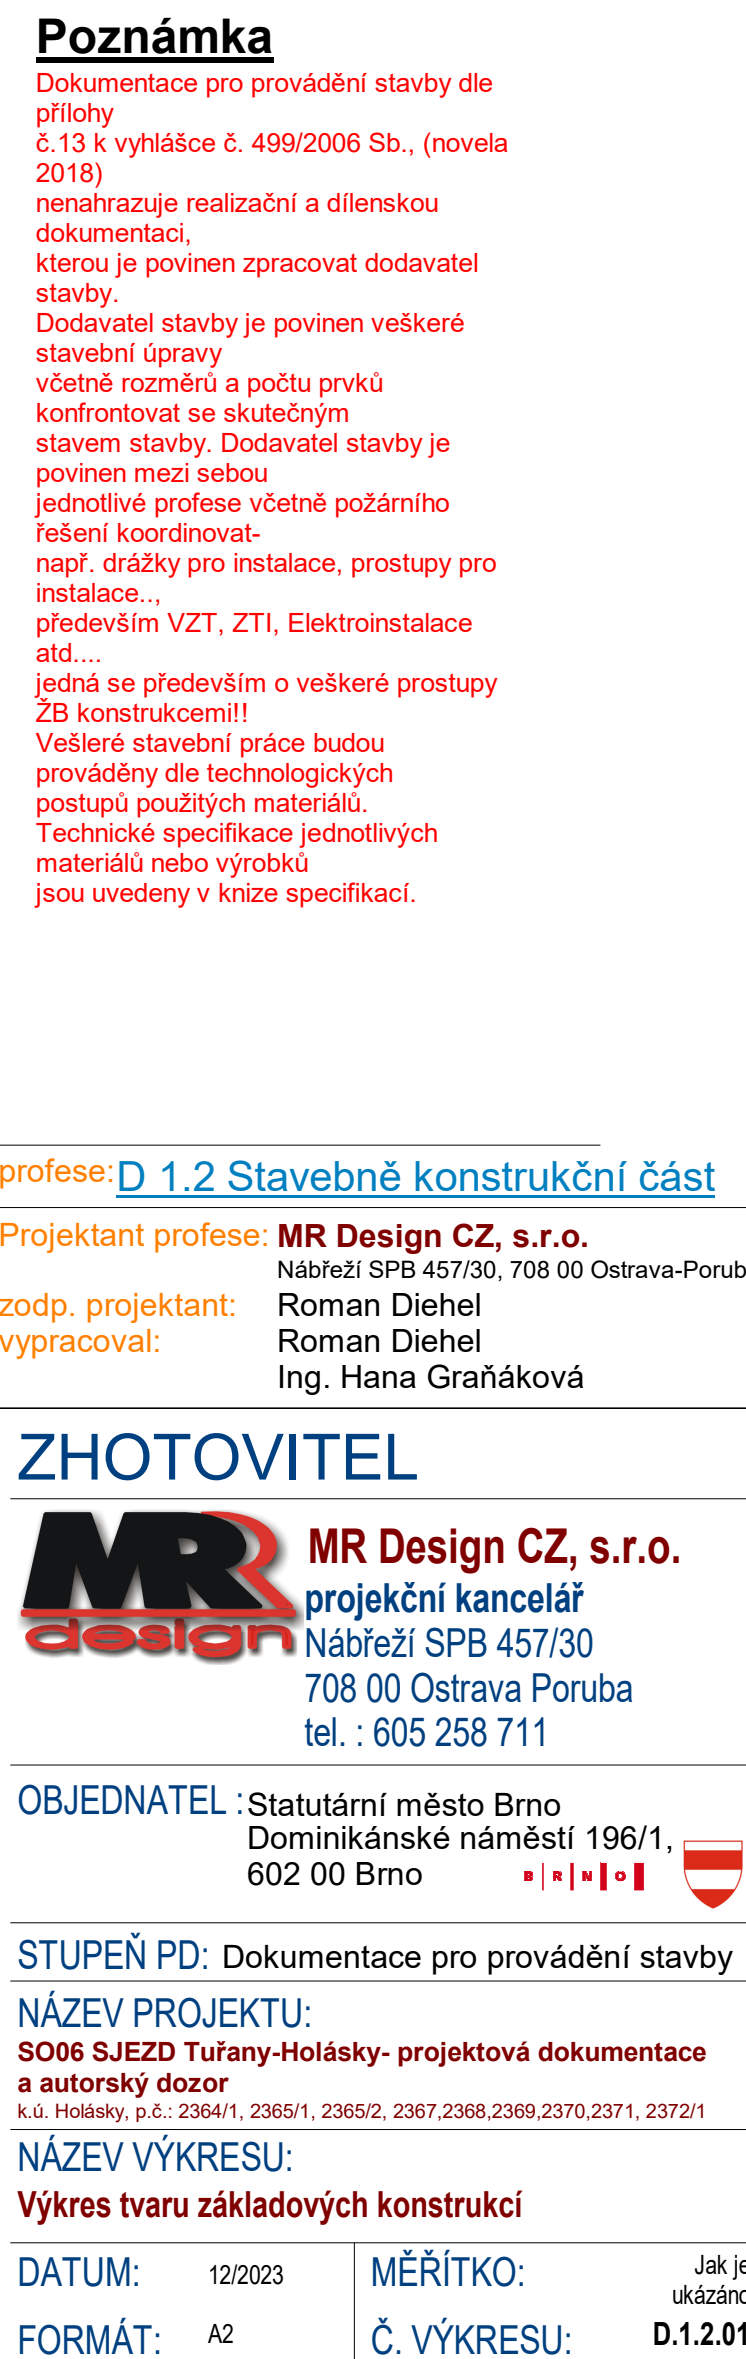 Poznámka
Dokumentace pro provádění stavby dle
přílohy
č.13 k vyhlášce č. 499/2006 Sb., (novela
2018)
nenahrazuje realizační a dílenskou
dokumentaci,
kterou je povinen zpracovat dodavatel
stavby.
Dodavatel stavby je povinen veškeré
stavební úpravy
včetně rozměrů a počtu prvků
konfrontovat se skutečným
stavem stavby. Dodavatel stavby je
povinen mezi sebou
jednotlivé profese včetně požárního
řešení koordinovat-
např. drážky pro instalace, prostupy pro
instalace..,
především VZT, ZTI, Elektroinstalace
atd....
jedná se především o veškeré prostupy
ŽB konstrukcemi!!
Vešleré stavební práce budou
prováděny dle technologických
postupů použitých materiálů.
Technické specifikace jednotlivých
materiálů nebo výrobků
jsou uvedeny v knize specifikací.
profese: D 1.2 Stavebně konstrukční část
Projektant profese: MR Design CZ, s.r.o.
Nábřeží SPB 457/30, 708 00 Ostrava-Porub
zodp. projektant: Roman Diehel
vypracoval: Roman Diehel
Ing. Hana Graňáková
ZHOTOVITEL
MR design
MR Design CZ, s.r.o.
projekční kancelář
Nábřeží SPB 457/30
708 00 Ostrava Poruba
tel. : 605 258 711
OBJEDNATEL : Statutární město Brno
Dominikánské náměstí 196/1,
602 00 Brno B R N O
STUPEŇ PD: Dokumentace pro provádění stavby
NÁZEV PROJEKTU:
SO06 SJEZD Tuřany-Holásky- projektová dokumentace
a autorský dozor
k.ú. Holásky, p.č.: 2364/1, 2365/1, 2365/2, 2367,2368,2369,2370,2371, 2372/1
NÁZEV VÝKRESU:
Výkres tvaru základových konstrukcí
DATUM: 12/2023 MĚŘÍTKO: Jak je
ukázáno
FORMÁT: A2 Č. VÝKRESU: D.1.2.01